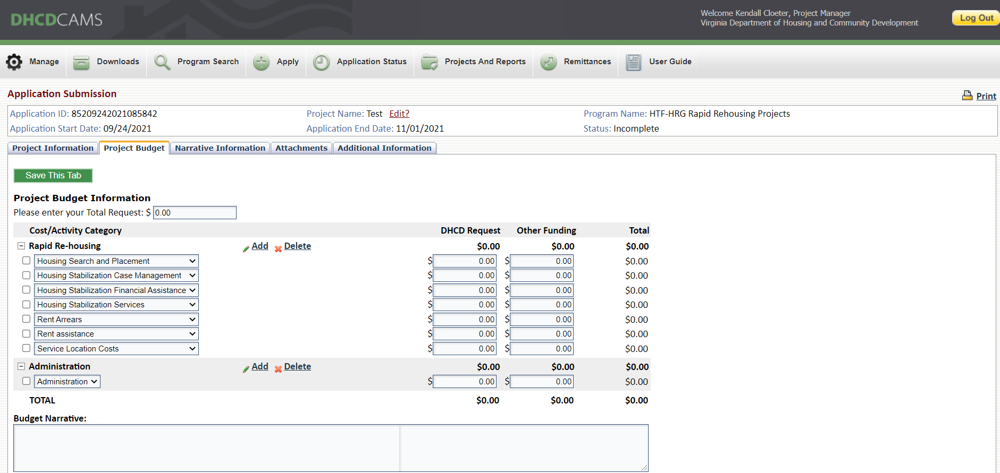 DHCDCAMS
Welcome Kendall Cloeter, Project Manager
Virginia Department of Housing and Community Development
Log Out
Manage
Downloads
Program Search
Apply
Application Status
Projects And Reports
Remittances
User Guide
Application Submission
Print
Application ID: 85209242021085842
Project Name: Test Edit?
Program Name: HTF-HRG Rapid Rehousing Projects
Application Start Date: 09/24/2021
Application End Date: 11/01/2021
Status: Incomplete
Project Information
Project Budget
Narrative Information
Attachments
Additional Information
Save This Tab
Project Budget Information
Please enter your Total Request: $ 0.00
Cost/Activity Category DHCD Request Other Funding Total
Rapid Re-housing Add Delete $0.00 $0.00 $0.00
Housing Search and Placement $ 0.00 $ 0.00 $0.00
Housing Stabilization Case Management $ 0.00 $ 0.00 $0.00
Housing Stabilization Financial Assistance $ 0.00 $ 0.00 $0.00
Housing Stabilization Services $ 0.00 $ 0.00 $0.00
Rent Arrears $ 0.00 $ 0.00 $0.00
Rent assistance $ 0.00 $ 0.00 $0.00
Service Location Costs $ 0.00 $ 0.00 $0.00
Administration Add Delete $0.00 $0.00 $0.00
Administration $ 0.00 $ 0.00 $0.00
TOTAL $0.00 $0.00 $0.00
Budget Narrative: